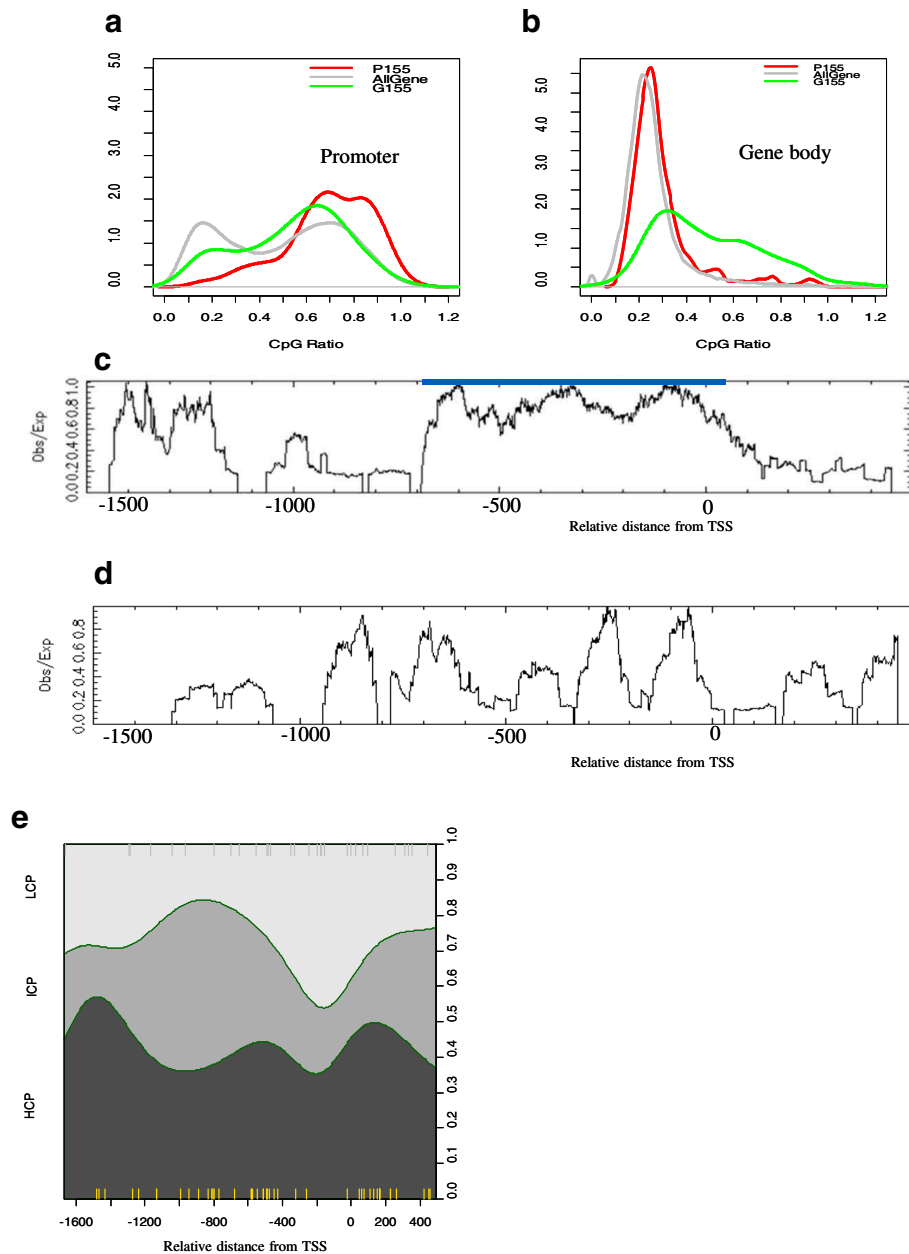 a
P155
AllGene
G155
Promoter
0.0 1.0 2.0 3.0 4.0 5.0
0.0 0.2 0.4 0.6 0.8 1.0 1.2
CpG Ratio
b
P155
AllGene
G155
Gene body
0.0 1.0 2.0 3.0 4.0 5.0
0.0 0.2 0.4 0.6 0.8 1.0 1.2
CpG Ratio
c
Obs/Exp
0.0 0.2 0.4 0.6 0.8 1.0
-1500 -1000 -500 0
Relative distance from TSS
d
Obs/Exp
0.0 0.2 0.4 0.6 0.8
-1500 -1000 -500 0
Relative distance from TSS
e
LCP
ICP
HCP
0.0 0.1 0.2 0.3 0.4 0.5 0.6 0.7 0.8 0.9 1.0
-1600 -1200 -800 -400 0 400
Relative distance from TSS